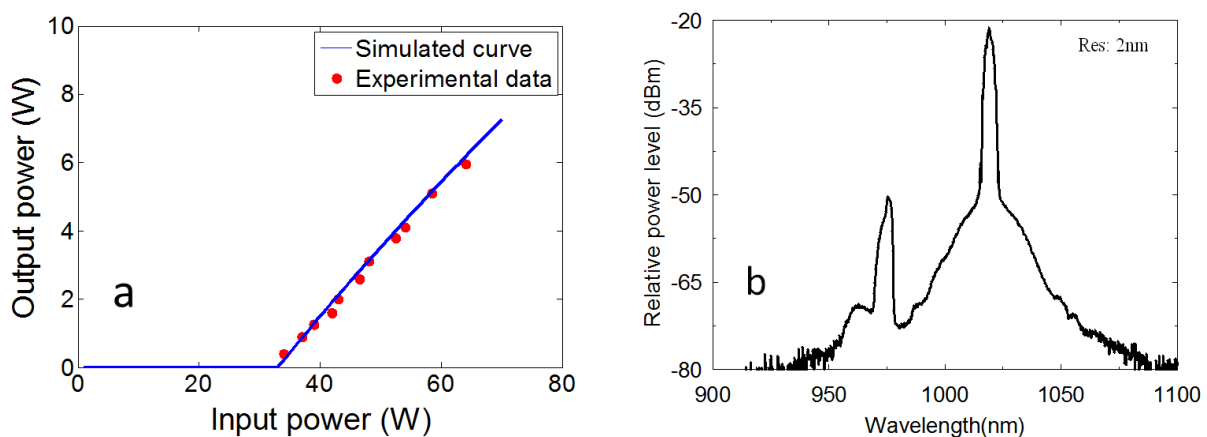 10
8
6
4
2
0
0
20
40
60
80
Output power (W)
Input power (W)
Simulated curve
Experimental data
a
-20
-35
-50
-65
-80
900
950
1000
1050
1100
Relative power level (dBm)
Wavelength(nm)
Res: 2nm
b